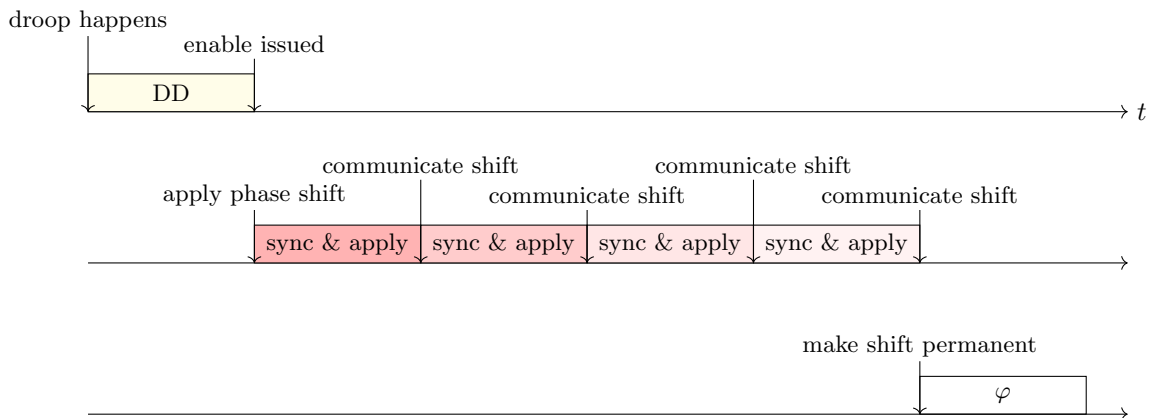 droop happens
enable issued
DD
t
communicate shift
communicate shift
apply phase shift
communicate shift
communicate shift
sync & apply
sync & apply
sync & apply
sync & apply
make shift permanent
φ